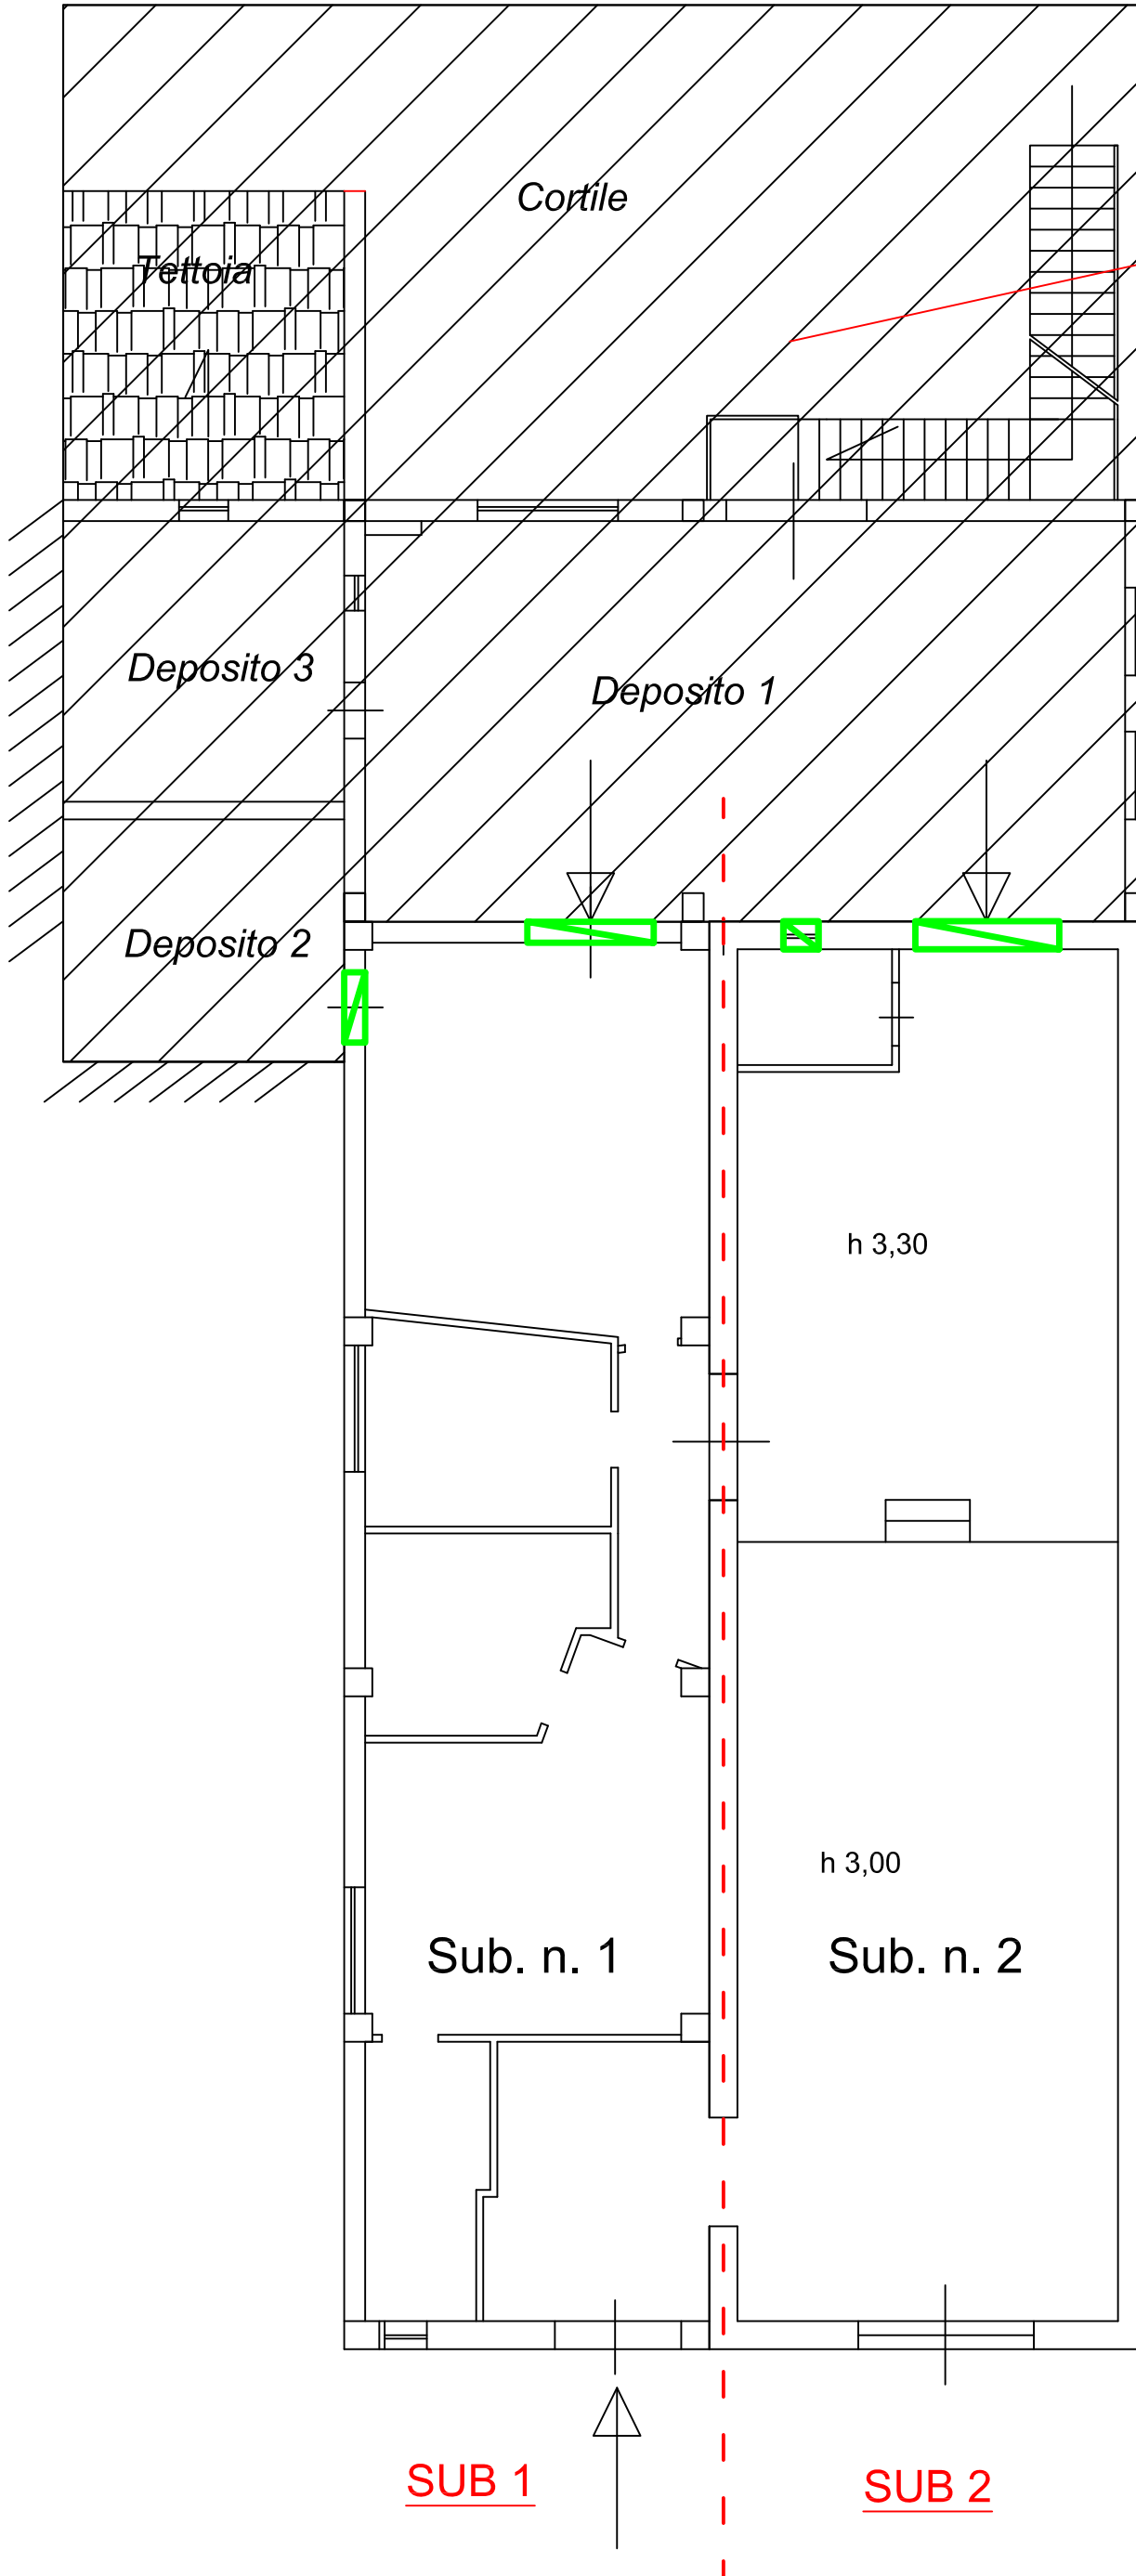 Cortile
Tettoia
Deposito 3
Deposito 1
Deposito 2
h 3,30
h 3,00
Sub. n. 1
Sub. n. 2
SUB 1
SUB 2